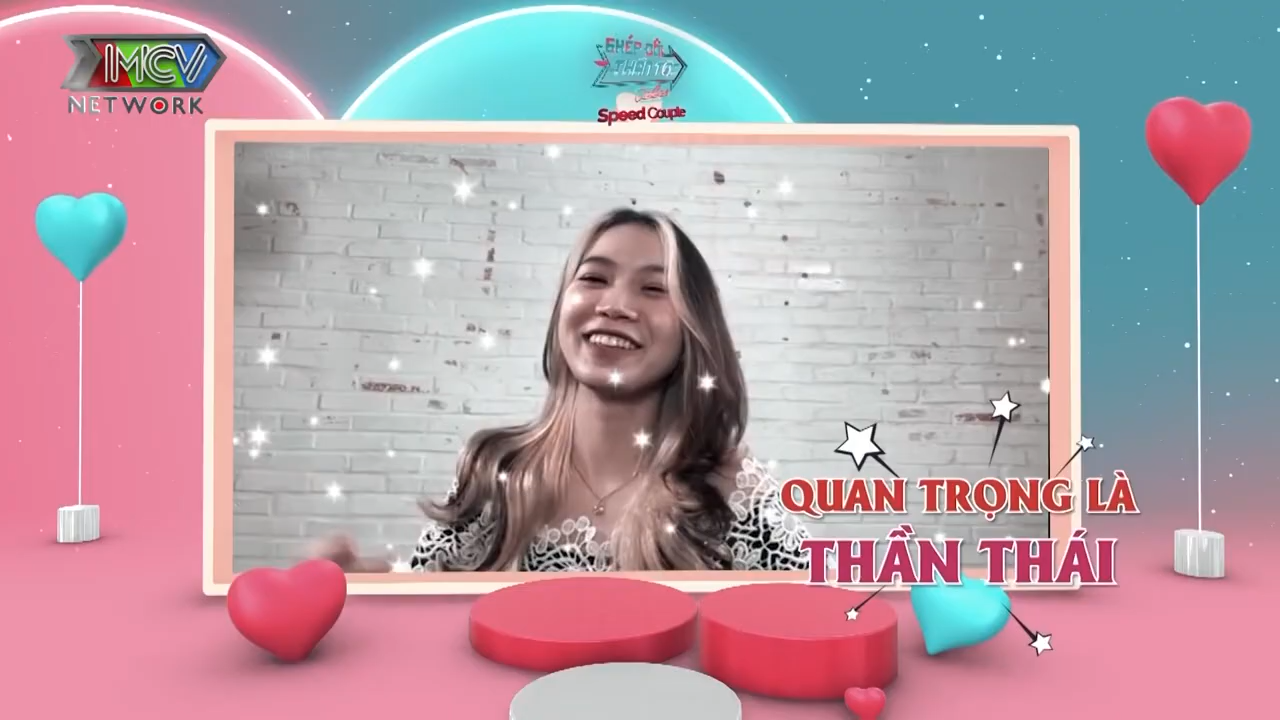 MCV
NETWORK
Speed Couple
QUAN TRỌNG LÀ
THẦN THÁI